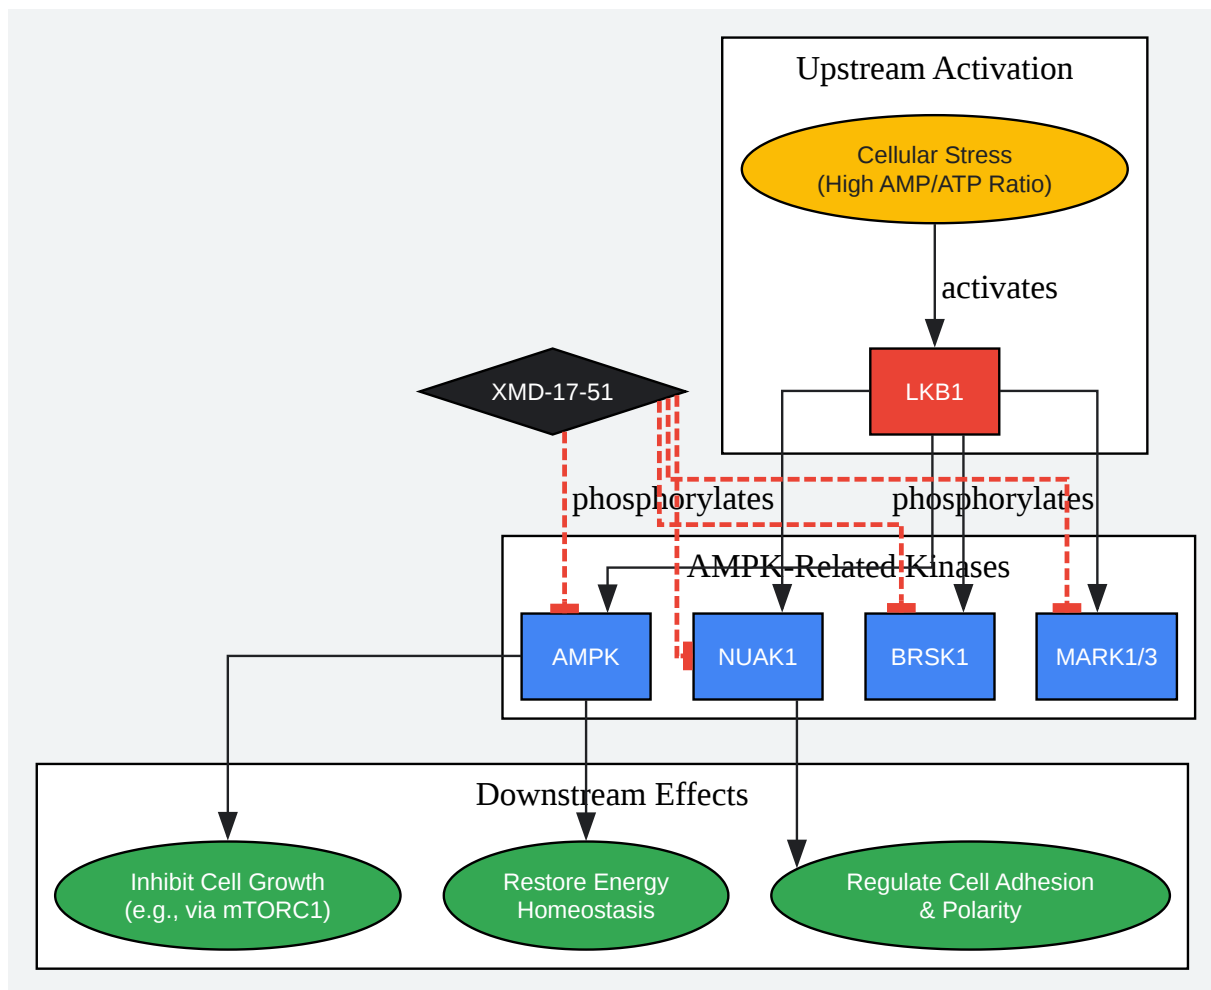 Upstream Activation
Cellular Stress
(High AMP/ATP Ratio)
activates
XMD-17-51
LKB1
phosphorylates
phosphorylates
AMPK-Related Kinases
AMPK
NUAK1
BRSK1
MARK1/3
Downstream Effects
Inhibit Cell Growth
(e.g., via mTORC1)
Restore Energy
Homeostasis
Regulate Cell Adhesion
& Polarity